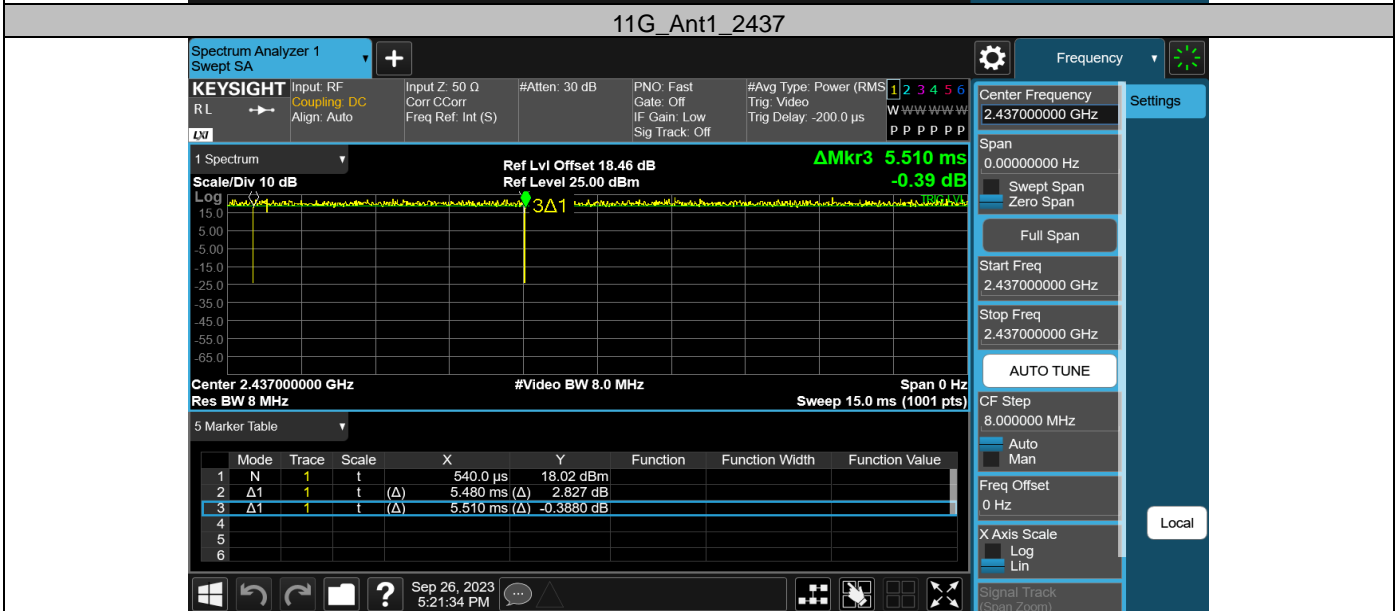 11G_Ant1_2437
Spectrum Analyzer 1
Swept SA
Frequency
KEYSIGHT
Input: RF
Input Z: 50 Ω
#Atten: 30 dB
PNO: Fast
#Avg Type: Power (RMS
1 2 3 4 5 6
R L
Coupling: DC
Corr CCorr
Gate: Off
Trig: Video
W W W W W W
Align: Auto
Freq Ref: Int (S)
IF Gain: Low
Trig Delay: -200.0 µs
LXI
Sig Track: Off
P P P P P P
Center Frequency
2.437000000 GHz
Settings
1 Spectrum
Ref Lvl Offset 18.46 dB
ΔMkr3 5.510 ms
Scale/Div 10 dB
Ref Level 25.00 dBm
-0.39 dB
Log
1
3Δ1
TRIG LVL
15.0
5.00
-5.00
-15.0
-25.0
-35.0
-45.0
-55.0
-65.0
Center 2.437000000 GHz
#Video BW 8.0 MHz
Span 0 Hz
Res BW 8 MHz
Sweep 15.0 ms (1001 pts)
Span
0.00000000 Hz
Swept Span
Zero Span
Full Span
Start Freq
2.437000000 GHz
Stop Freq
2.437000000 GHz
AUTO TUNE
CF Step
8.000000 MHz
Auto
Man
Freq Offset
0 Hz
X Axis Scale
Log
Lin
Signal Track
(Span Zoom)
Local
5 Marker Table
Mode Trace Scale X Y Function Function Width Function Value
1 N 1 t 540.0 µs 18.02 dBm
2 Δ1 1 t (Δ) 5.480 ms (Δ) 2.827 dB
3 Δ1 1 t (Δ) 5.510 ms (Δ) -0.3880 dB
4
5
6
?
Sep 26, 2023
5:21:34 PM